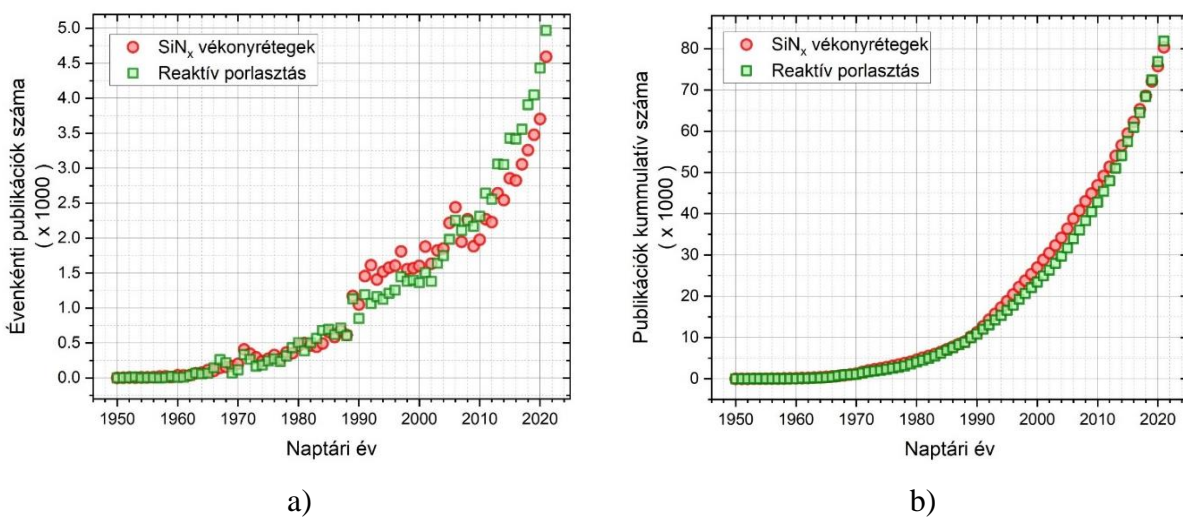 5.0
4.5
4.0
3.5
3.0
2.5
2.0
1.5
1.0
0.5
0.0
Évenkénti publikációk száma
( x 1000 )
SiNx vékonyrétegek
Reaktív porlasztás
1950 1960 1970 1980 1990 2000 2010 2020
Naptári év
a)
80
70
60
50
40
30
20
10
0
Publikációk kummulatív száma
( x 1000 )
SiNx vékonyrétegek
Reaktív porlasztás
1950 1960 1970 1980 1990 2000 2010 2020
Naptári év
b)